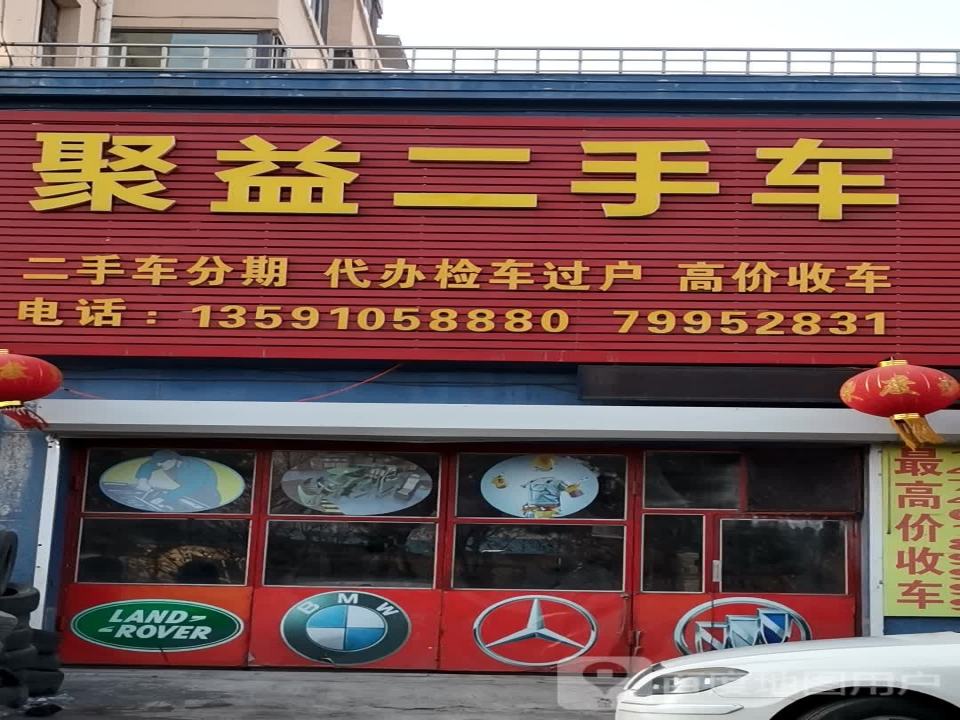 聚益二手车
二手车分期 代办检车过户 高价收车
电话：13591058880 79952831
最高价收车
LAND-
-ROVER
BMW